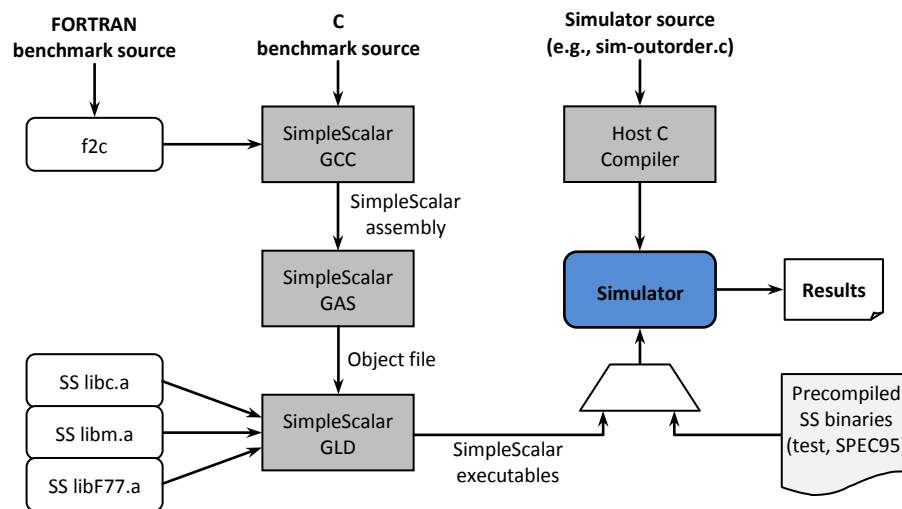 FORTRAN
benchmark source
C
benchmark source
Simulator source
(e.g., sim-outorder.c)
f2c
SimpleScalar
GCC
Host C
Compiler
SimpleScalar
assembly
SimpleScalar
GAS
Simulator
Results
Object file
SS libc.a
SS libm.a
SS libF77.a
SimpleScalar
GLD
SimpleScalar
executables
Precompiled
SS binaries
(test, SPEC95)